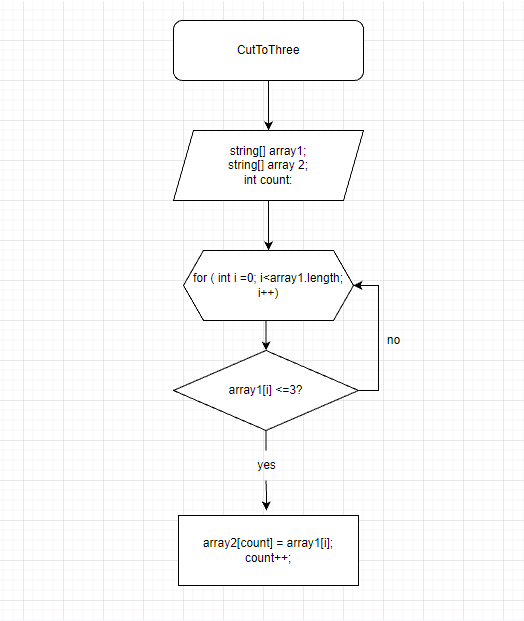 CutToThree
string[] array1;
string[] array 2;
int count:
for ( int i =0; i<array1.length;
i++)
no
array1[i] <=3?
yes
array2[count] = array1[i];
count++;